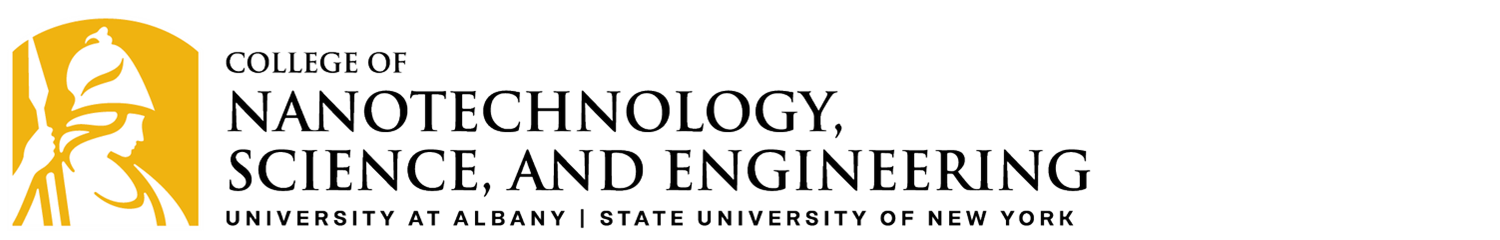 COLLEGE OF
NANOTECHNOLOGY,
SCIENCE, AND ENGINEERING
UNIVERSITY AT ALBANY | STATE UNIVERSITY OF NEW YORK